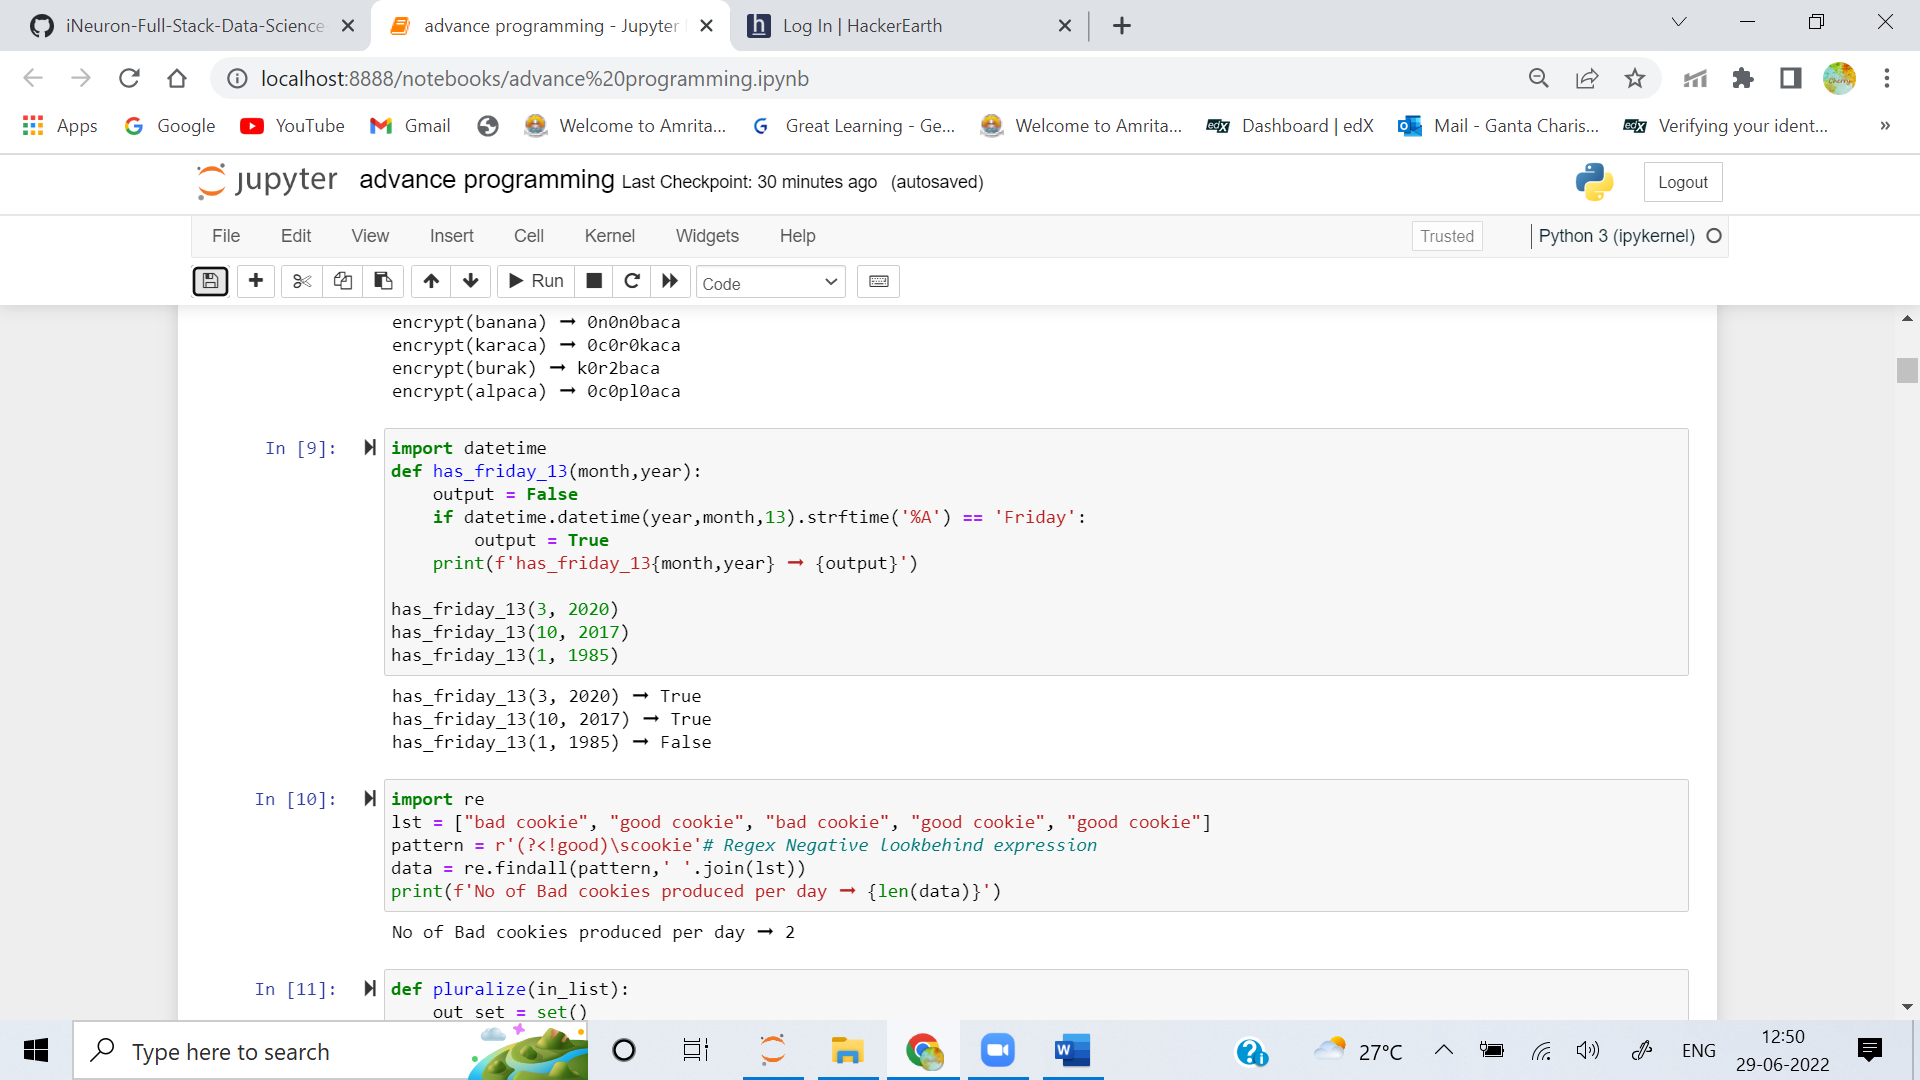 iNeuron-Full-Stack-Data-Science
advance programming - Jupyter
Log In | HackerEarth
localhost:8888/notebooks/advance%20programming.ipynb
Apps
Google
YouTube
Gmail
Welcome to Amrita...
Great Learning - Ge...
Welcome to Amrita...
Dashboard | edX
Mail - Ganta Charis...
Verifying your ident...
»
jupyter advance programming Last Checkpoint: 30 minutes ago (autosaved)
Logout
File Edit View Insert Cell Kernel Widgets Help
Trusted
Python 3 (ipykernel)
Run
Code
encrypt(banana) ➞ 0n0n0baca
encrypt(karaca) ➞ 0c0r0kaca
encrypt(burak) ➞ k0r2baca
encrypt(alpaca) ➞ 0c0pl0aca
In [9]:
import datetime
def has_friday_13(month,year):
    output = False
    if datetime.datetime(year,month,13).strftime('%A') == 'Friday':
        output = True
    print(f'has_friday_13{month,year} ➞ {output}')
has_friday_13(3, 2020)
has_friday_13(10, 2017)
has_friday_13(1, 1985)
has_friday_13(3, 2020) ➞ True
has_friday_13(10, 2017) ➞ True
has_friday_13(1, 1985) ➞ False
In [10]:
import re
lst = ["bad cookie", "good cookie", "bad cookie", "good cookie", "good cookie"]
pattern = r'(?<!good)\scookie'# Regex Negative lookbehind expression
data = re.findall(pattern,' '.join(lst))
print(f'No of Bad cookies produced per day ➞ {len(data)}')
No of Bad cookies produced per day ➞ 2
In [11]:
def pluralize(in_list):
    out_set = set()
Type here to search
27°C
ENG
12:50
29-06-2022